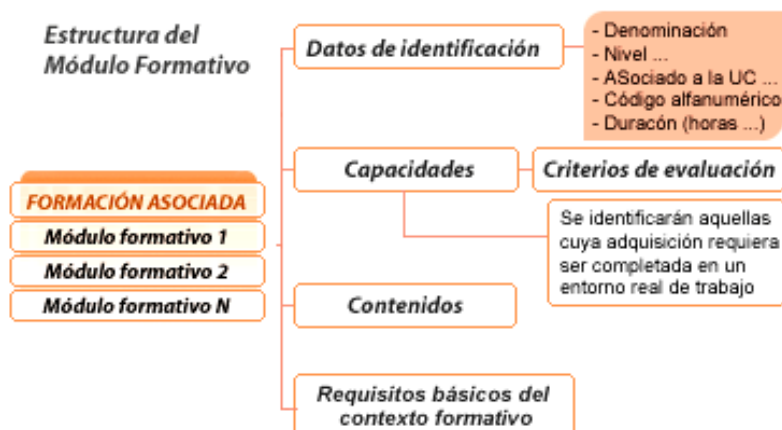 Estructura del
Módulo Formativo
FORMACIÓN ASOCIADA
Módulo formativo 1
Módulo formativo 2
Módulo formativo N
Datos de identificación
- Denominación
- Nivel ...
- ASociado a la UC ...
- Código alfanumérico
- Duracón (horas ...)
Capacidades
Criterios de evaluación
Se identificarán aquellas
cuya adquisición requiera
ser completada en un
entorno real de trabajo
Contenidos
Requisitos básicos del
contexto formativo